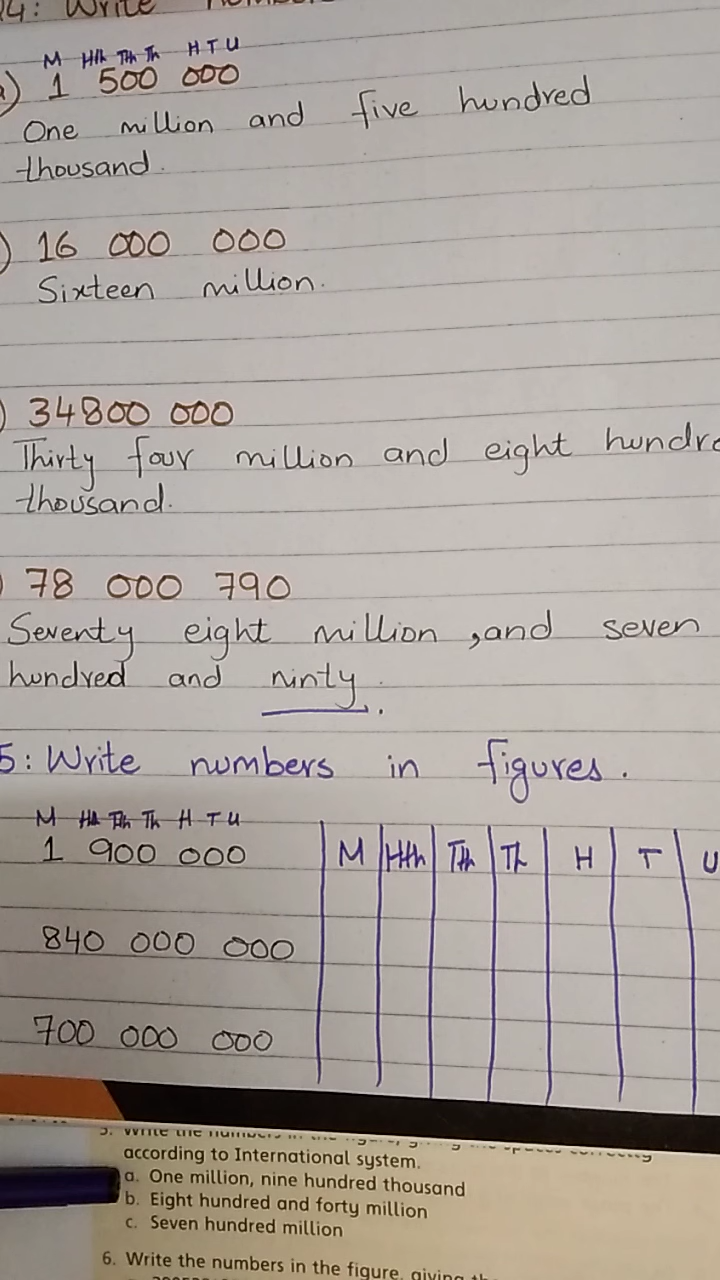 4: Write
M Hth Tth Th H T U
a) 1 500 000
One million and five hundred
thousand.
) 16 000 000
Sixteen million.
) 34800 000
Thirty four million and eight hundre
thousand.
) 78 000 790
Seventy eight million ,and seven
hundred and ninty.
5: Write numbers in figures.
M Hth Tth Th H T U
1 900 000
M Hth Tth Th H T U
840 000 000
700 000 000
according to International system.
a. One million, nine hundred thousand
b. Eight hundred and forty million
c. Seven hundred million
6. Write the numbers in the figure, giving